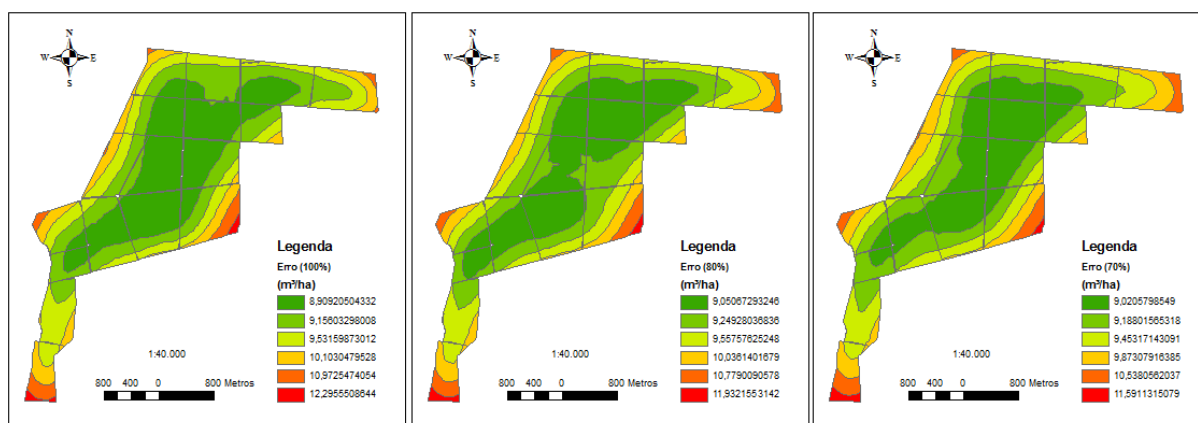 N
W E
S
Legenda
Erro (100%)
(m³/ha)
8,90920504332
9,15603298008
9,53159873012
10,1030479528
10,9725474054
12,2955508644
1:40.000
800 400 0 800 Metros
N
W E
S
Legenda
Erro (80%)
(m³/ha)
9,05067293246
9,24928036836
9,55757625248
10,0361401679
10,7790090578
11,9321553142
1:40.000
800 400 0 800 Metros
N
W E
S
Legenda
Erro (70%)
(m³/ha)
9,0205798549
9,18801565318
9,45317143091
9,87307916385
10,5380562037
11,5911315079
1:40.000
800 400 0 800 Metros